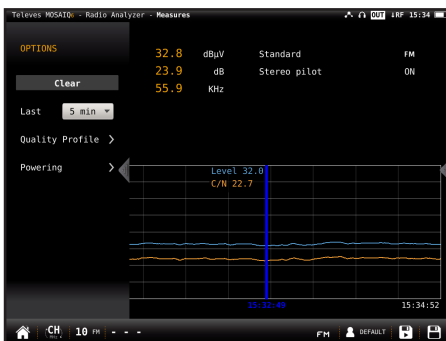 Televes MOSAIQ6 - Radio Analyzer - Measures
OUT ↓RF 15:34
OPTIONS
Clear
Last 5 min
Quality Profile >
Powering >
32.8 dBµV Standard FM
23.9 dB Stereo pilot ON
55.9 KHz
Level 32.0
C/N 22.7
15:32:45 15:34:52
CH 10 FM - - - FM DEFAULT